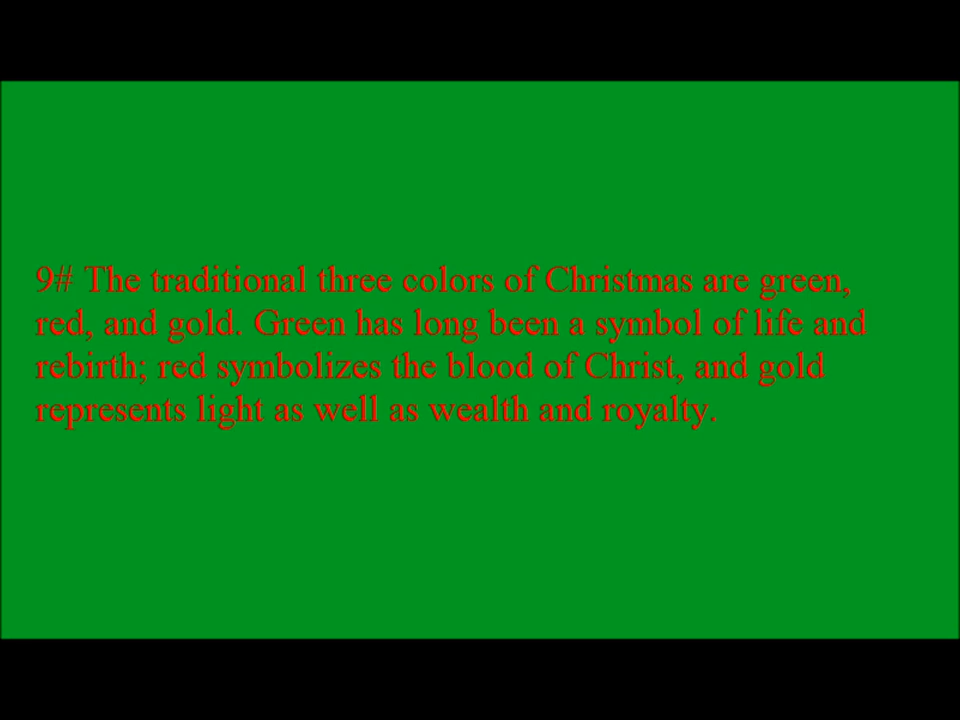 9# The traditional three colors of Christmas are green,
red, and gold. Green has long been a symbol of life and
rebirth; red symbolizes the blood of Christ, and gold
represents light as well as wealth and royalty.